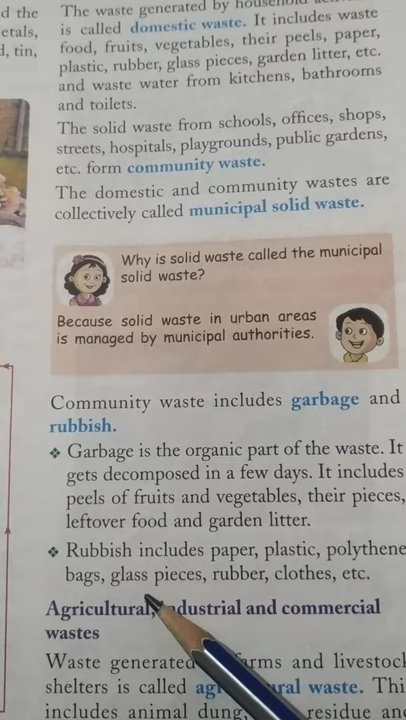 d the
etals,
d, tin,
The waste generated by household
is called domestic waste. It includes waste
food, fruits, vegetables, their peels, paper,
plastic, rubber, glass pieces, garden litter, etc.
and waste water from kitchens, bathrooms
and toilets.
The solid waste from schools, offices, shops,
streets, hospitals, playgrounds, public gardens,
etc. form community waste.
The domestic and community wastes are
collectively called municipal solid waste.
Why is solid waste called the municipal
solid waste?
Because solid waste in urban areas
is managed by municipal authorities.
Community waste includes garbage and
rubbish.
❖ Garbage is the organic part of the waste. It
gets decomposed in a few days. It includes
peels of fruits and vegetables, their pieces,
leftover food and garden litter.
❖ Rubbish includes paper, plastic, polythene
bags, glass pieces, rubber, clothes, etc.
Agricultural, industrial and commercial
wastes
Waste generated farms and livestock
shelters is called agricultural waste. Thi
includes animal dung, residue and